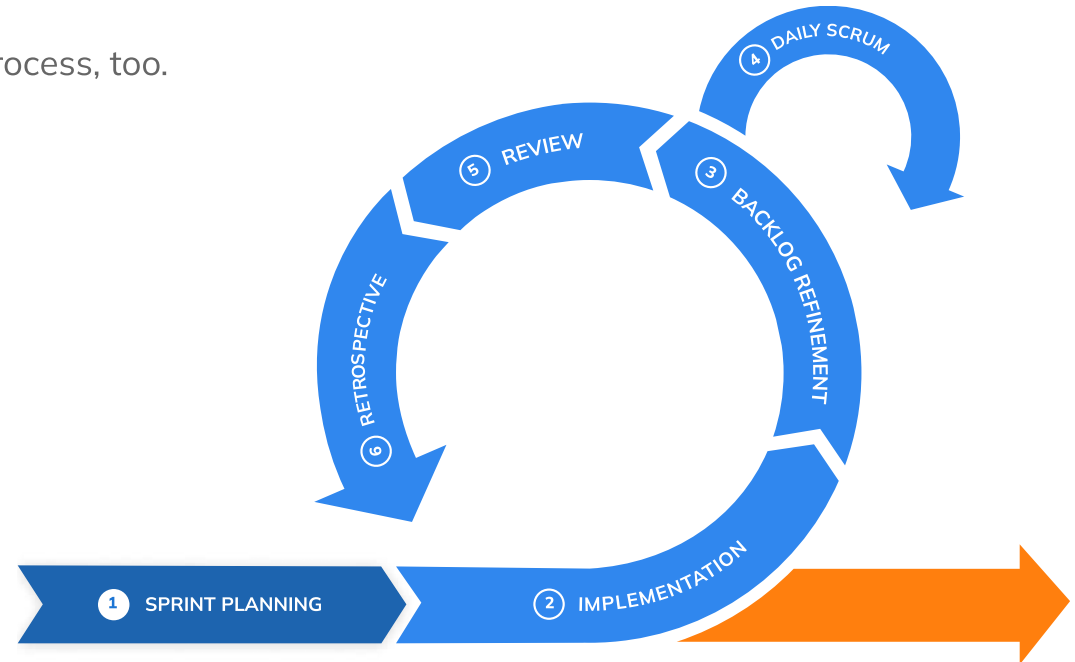 rocess, too.
4 DAILY SCRUM
5 REVIEW
3 BACKLOG REFINEMENT
6 RETROSPECTIVE
2 IMPLEMENTATION
1 SPRINT PLANNING